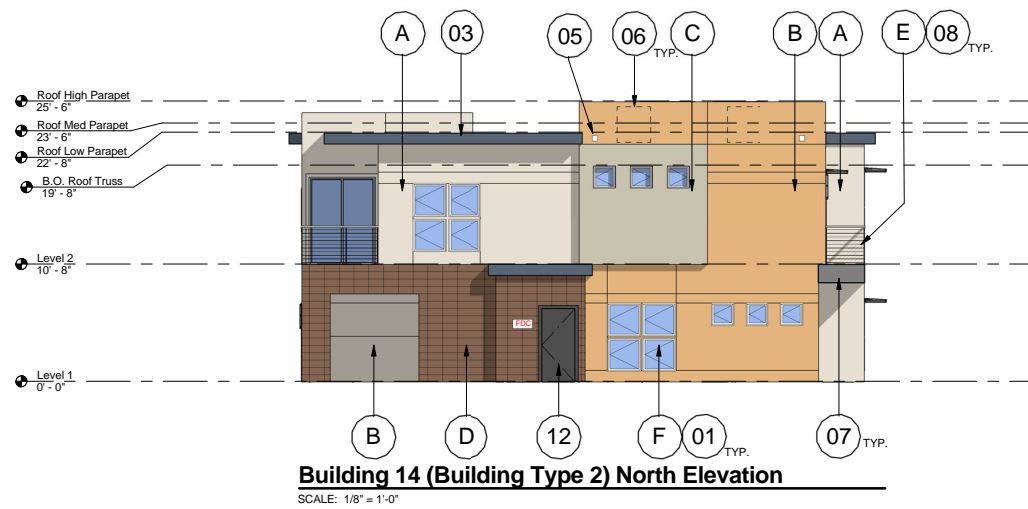 A
03
05
06
TYP.
C
B
A
E
08
TYP.
Roof High Parapet
25' - 6"
Roof Med Parapet
23' - 6"
Roof Low Parapet
22' - 8"
B.O. Roof Truss
19' - 8"
Level 2
10' - 8"
FDC
Level 1
0' - 0"
B
D
12
F
01
TYP.
07
TYP.
Building 14 (Building Type 2) North Elevation
SCALE: 1/8" = 1'-0"